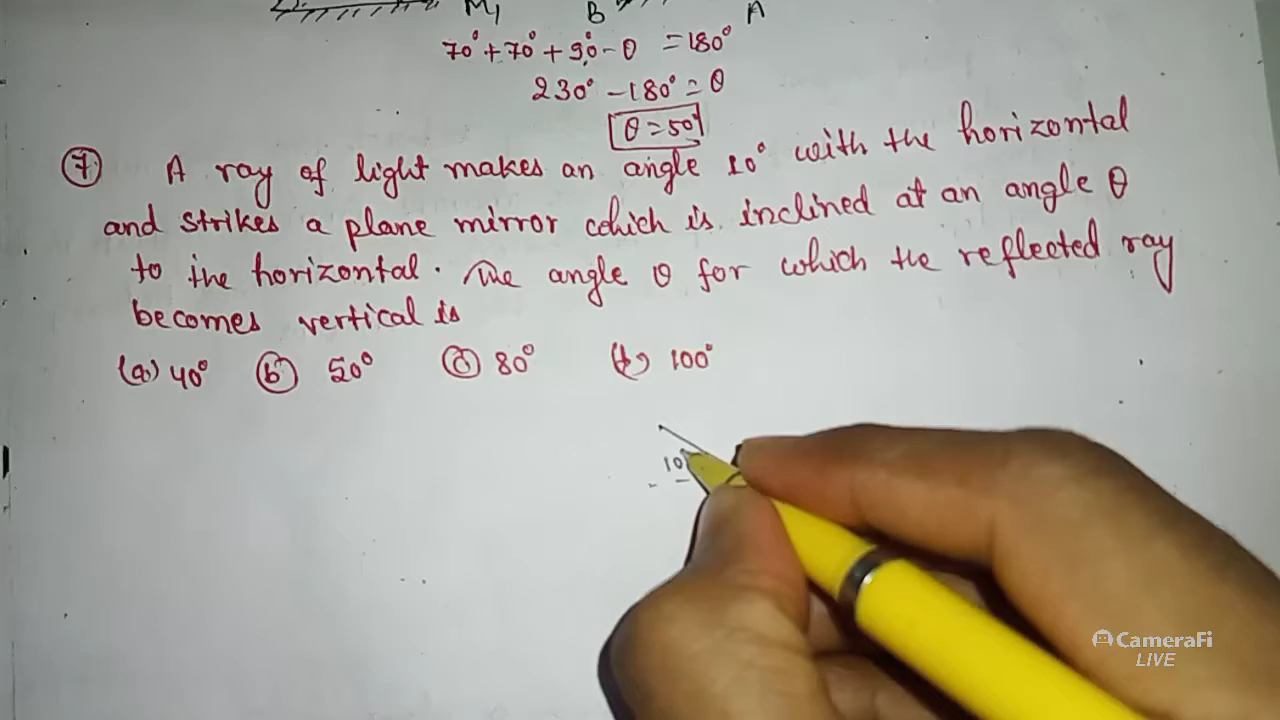 M1 B A
70° + 70° + 90° - θ = 180°
230° - 180° = θ
θ = 50°
7 A ray of light makes an angle 10° with the horizontal
and strikes a plane mirror which is inclined at an angle θ
to the horizontal. The angle θ for which the reflected ray
becomes vertical is
(a) 40° (b) 50° (c) 80° (d) 100°
10
CameraFi
LIVE